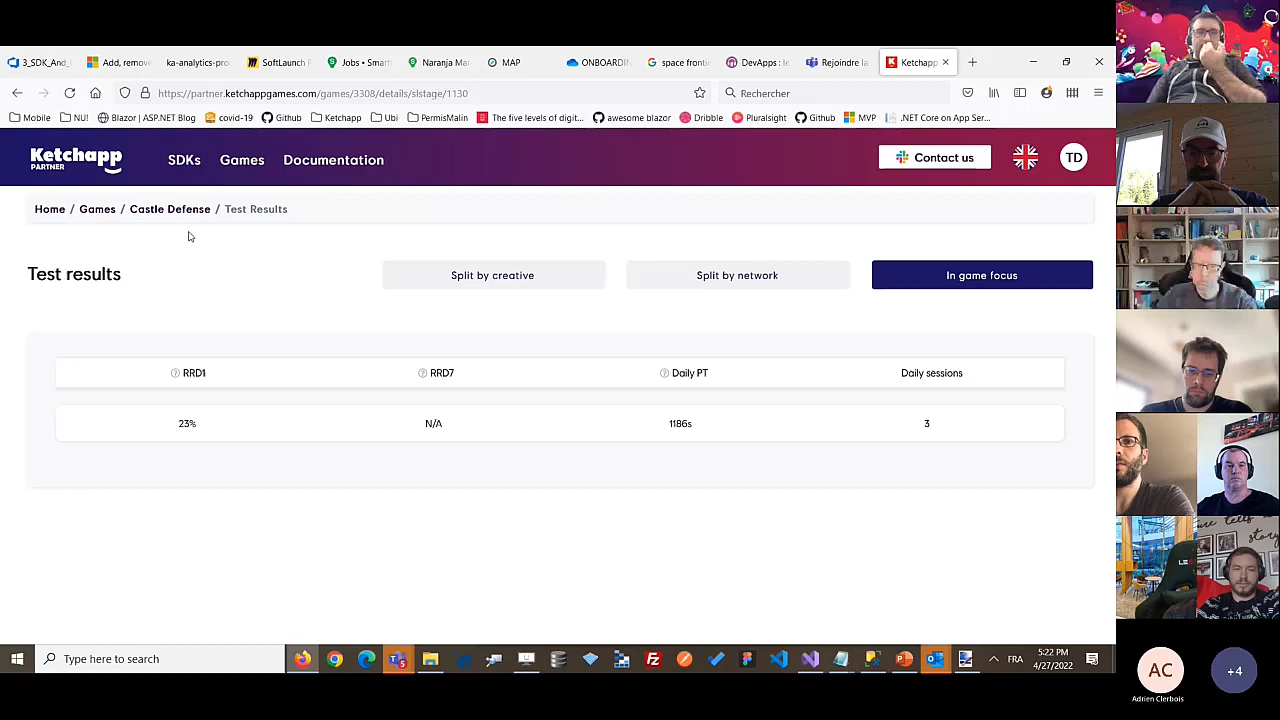 3_SDK_And_
Add, remove
ka-analytics-pro
SoftLaunch F
Jobs • Smart
Naranja Mo
MAP
ONBOARDIN
space fronti
DevApps : le
Rejoindre la
Ketchapp
https://partner.ketchappgames.com/games/3308/details/slstage/1130
Rechercher
Mobile
NU!
Blazor | ASP.NET Blog
covid-19
Github
Ketchapp
Ubi
PermisMalin
The five levels of digit...
awesome blazor
Dribble
Pluralsight
Github
MVP
.NET Core on App Ser...
Ketchapp
PARTNER
SDKs
Games
Documentation
Contact us
TD
Home / Games / Castle Defense / Test Results
Test results
Split by creative
Split by network
In game focus
RRD1
RRD7
Daily PT
Daily sessions
23%
N/A
1186s
3
Type here to search
FRA
5:22 PM
4/27/2022
story
AC
Adrien Clerbois
+4